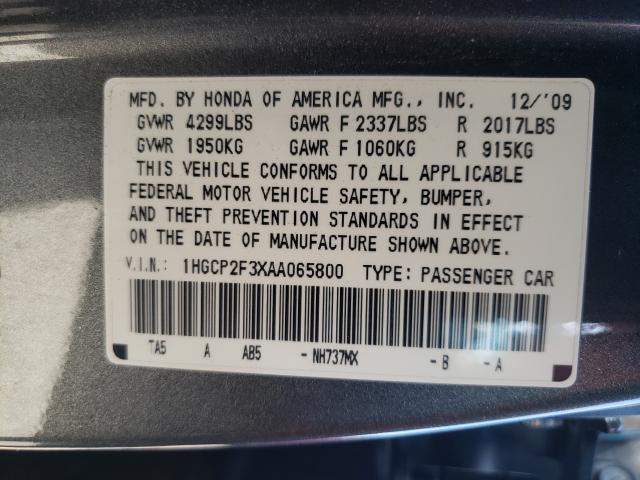 MFD. BY HONDA OF AMERICA MFG., INC. 12/'09
GVWR 4299LBS GAWR F 2337LBS R 2017LBS
GVWR 1950KG GAWR F 1060KG R 915KG
THIS VEHICLE CONFORMS TO ALL APPLICABLE
FEDERAL MOTOR VEHICLE SAFETY, BUMPER,
AND THEFT PREVENTION STANDARDS IN EFFECT
ON THE DATE OF MANUFACTURE SHOWN ABOVE.
V.I.N.: 1HGCP2F3XAA065800 TYPE: PASSENGER CAR
TA5 A AB5 -NH737MX -B -A